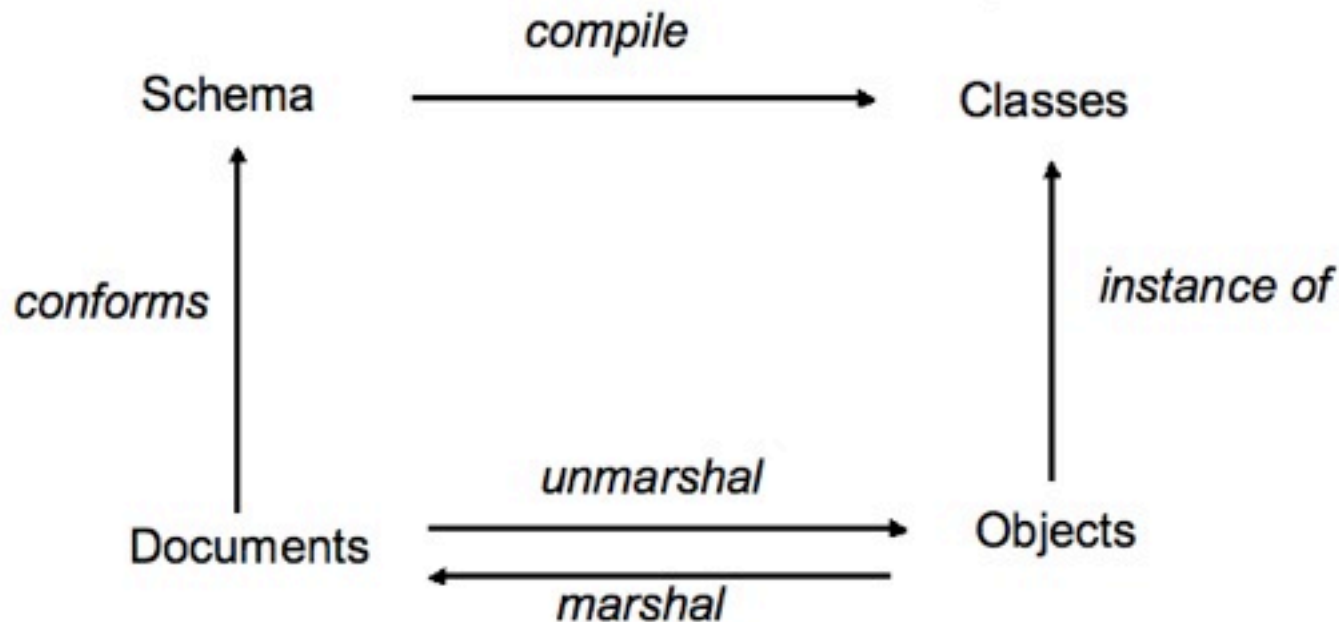 compile
Schema
Classes
conforms
instance of
unmarshal
Documents
Objects
marshal